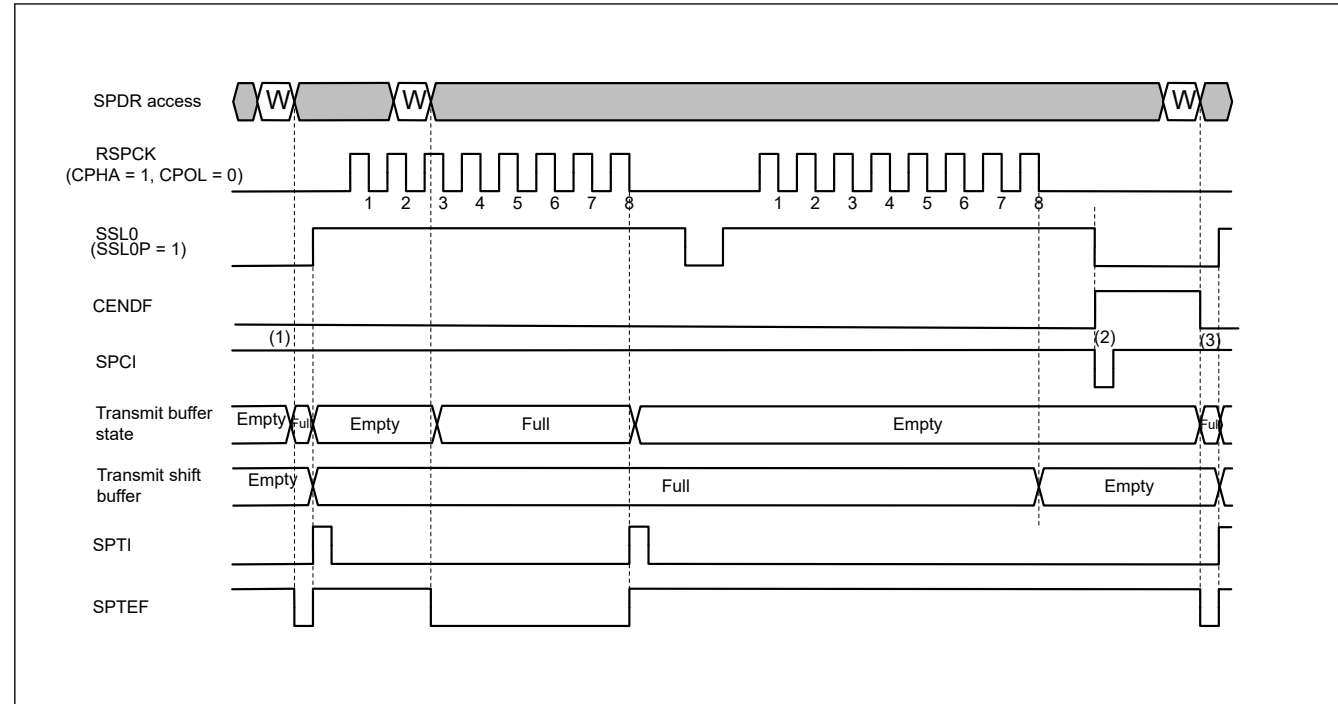 SPDR access
W W W
RSPCK
(CPHA = 1, CPOL = 0)
1 2 3 4 5 6 7 8 1 2 3 4 5 6 7 8
SSL0
(SSL0P = 1)
CENDF
(1) (2) (3)
SPCI
Transmit buffer
state
Empty Full Empty Full Empty Full
Transmit shift
buffer
Empty Full Empty
SPTI
SPTEF